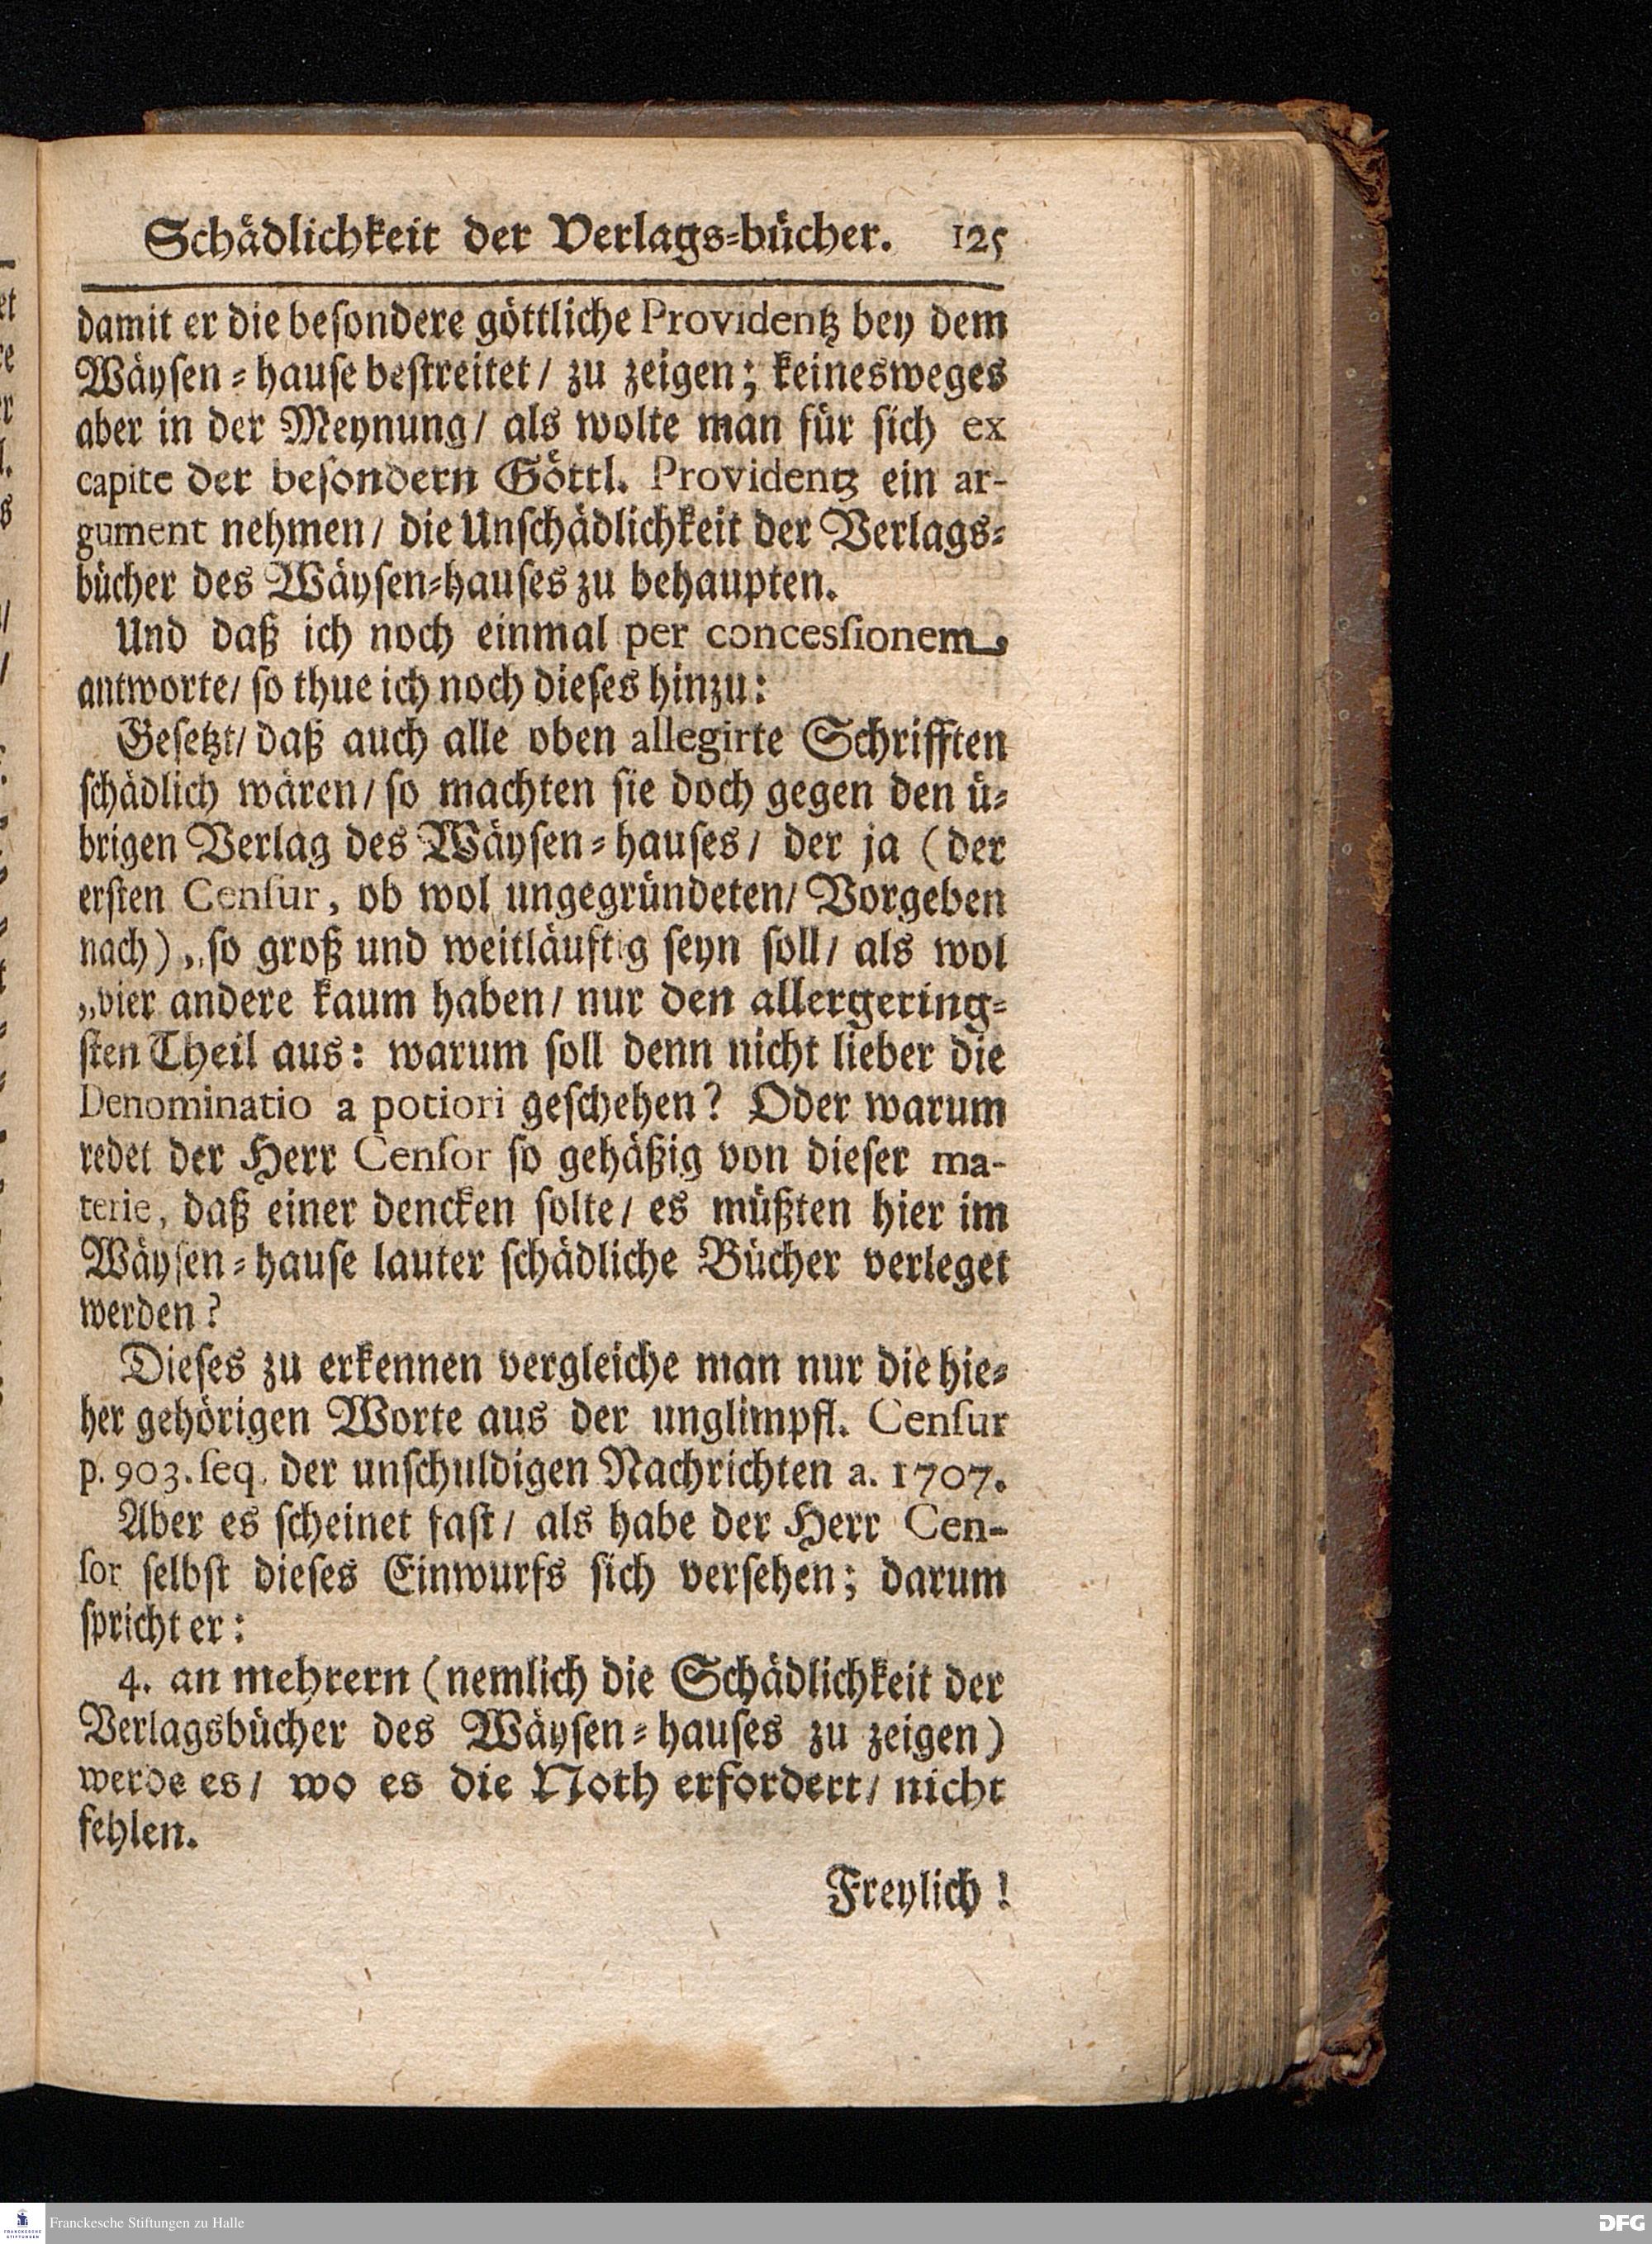 Schädlichkeit der Verlags-bücher. 125
damit er die beſondere göttliche Providentz bey dem
Wäyſen-hauſe beſtreitet/ zu zeigen; keinesweges
aber in der Meynung/ als wolte man für ſich ex
capite der beſondern Göttl. Providentz ein ar-
gument nehmen/ die Unſchädlichkeit der Verlags-
bücher des Wäyſen-hauſes zu behaupten.
Und daß ich noch einmal per conceſſionem
antworte/ ſo thue ich noch dieſes hinzu:
Geſetzt/ daß auch alle oben allegirte Schrifften
ſchädlich wären/ ſo machten ſie doch gegen den ü-
brigen Verlag des Wäyſen-hauſes/ der ja (der
erſten Cenſur, ob wol ungegründeten/ Vorgeben
nach) „ſo groß und weitläuftig ſeyn ſoll/ als wol
„vier andere kaum haben/ nur den allergering-
ſten Theil aus: warum ſoll denn nicht lieber die
Denominatio a potiori geſchehen? Oder warum
redet der Herr Cenſor ſo gehäßig von dieſer ma-
terie, daß einer dencken ſolte/ es müßten hier im
Wäyſen-hauſe lauter ſchädliche Bücher verleget
werden?
Dieſes zu erkennen vergleiche man nur die hie-
her gehörigen Worte aus der unglimpfl. Cenſur
p. 903. ſeq. der unſchuldigen Nachrichten a. 1707.
Aber es ſcheinet faſt/ als habe der Herr Cen-
ſor ſelbſt dieſes Einwurfs ſich verſehen; darum
ſpricht er:
4. an mehrern (nemlich die Schädlichkeit der
Verlagsbücher des Wäyſen-hauſes zu zeigen)
werde es/ wo es die Noth erfordert/ nicht
fehlen.
Freylich!
FRANCKESCHE
STIFTUNGEN
Franckesche Stiftungen zu Halle
DFG